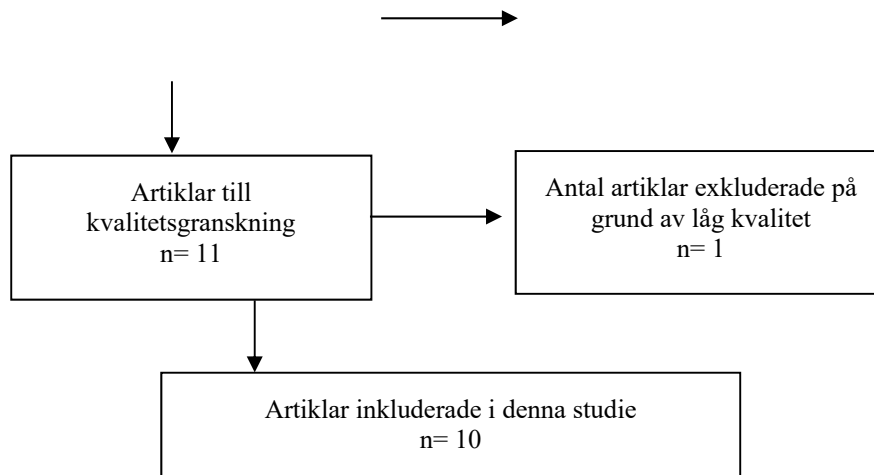 Artiklar till
kvalitetsgranskning
n= 11
Antal artiklar exkluderade på
grund av låg kvalitet
n= 1
Artiklar inkluderade i denna studie
n= 10